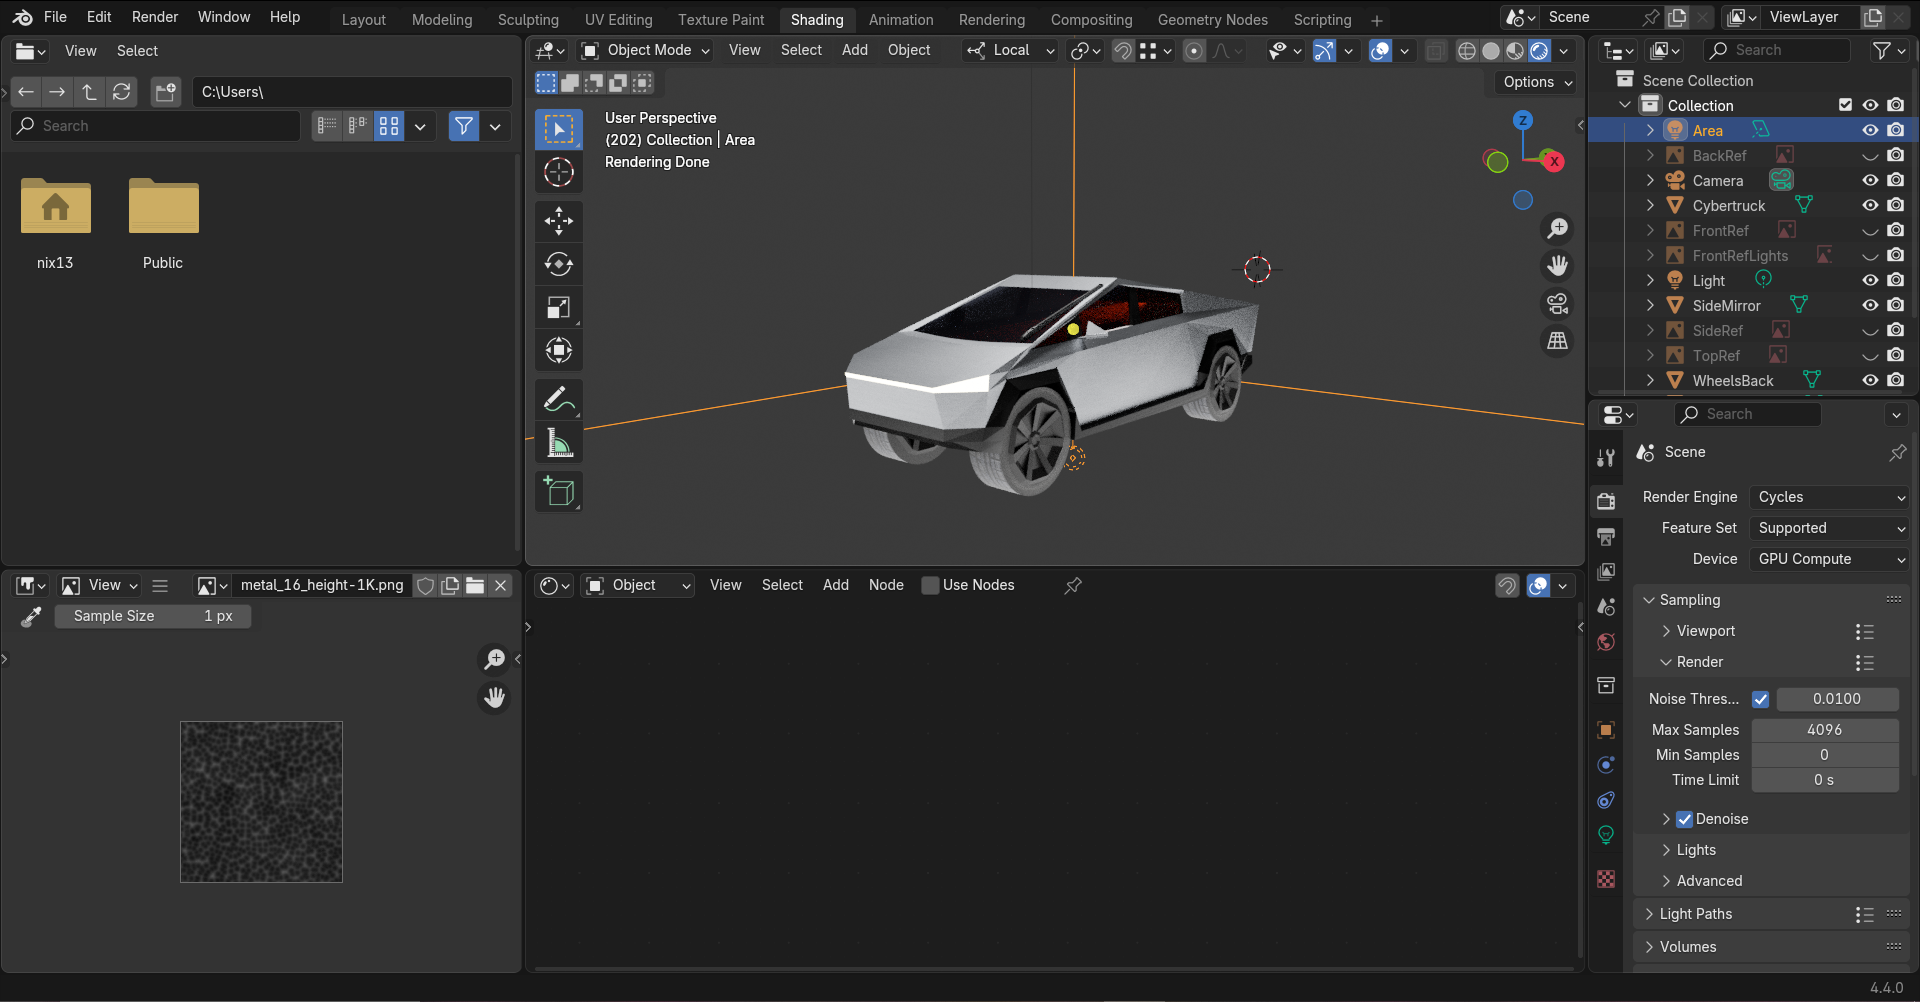 File Edit Render Window Help
Layout Modeling Sculpting UV Editing Texture Paint Shading Animation Rendering Compositing Geometry Nodes Scripting
Scene
ViewLayer
View Select
C:\Users\
Search
nix13
Public
Object Mode View Select Add Object
Local
Options
User Perspective
(202) Collection | Area
Rendering Done
Z
X
Search
Scene Collection
Collection
Area
BackRef
Camera
Cybertruck
FrontRef
FrontRefLights
Light
SideMirror
SideRef
TopRef
WheelsBack
Search
Scene
Render Engine Cycles
Feature Set Supported
Device GPU Compute
Sampling
Viewport
Render
Noise Thres... 0.0100
Max Samples 4096
Min Samples 0
Time Limit 0 s
Denoise
Lights
Advanced
Light Paths
Volumes
View
metal_16_height-1K.png
Sample Size 1 px
Object View Select Add Node Use Nodes
4.4.0